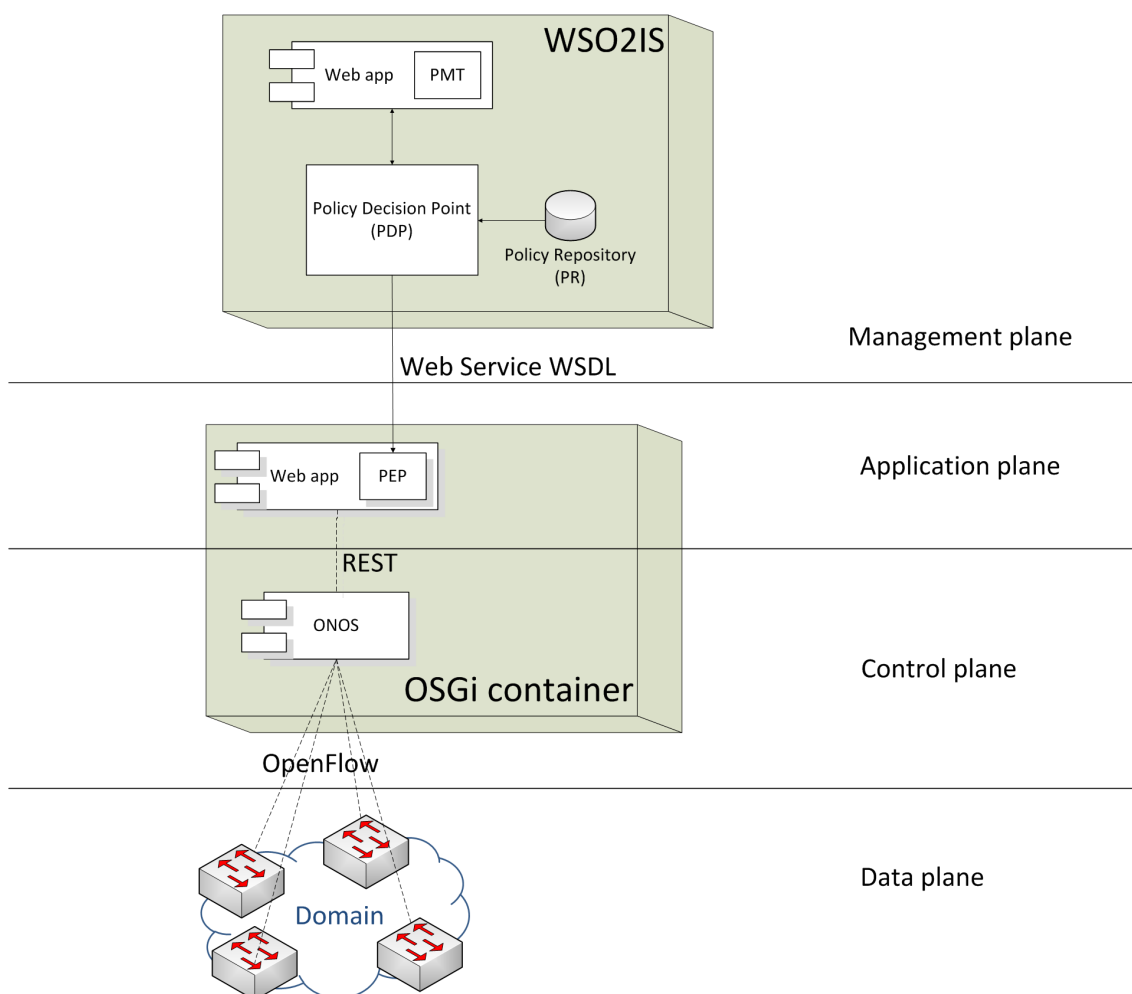 WSO2IS
Web app
PMT
Policy Decision Point
(PDP)
Policy Repository
(PR)
Management plane
Web Service WSDL
Application plane
Web app
PEP
REST
ONOS
Control plane
OSGi container
OpenFlow
Data plane
Domain